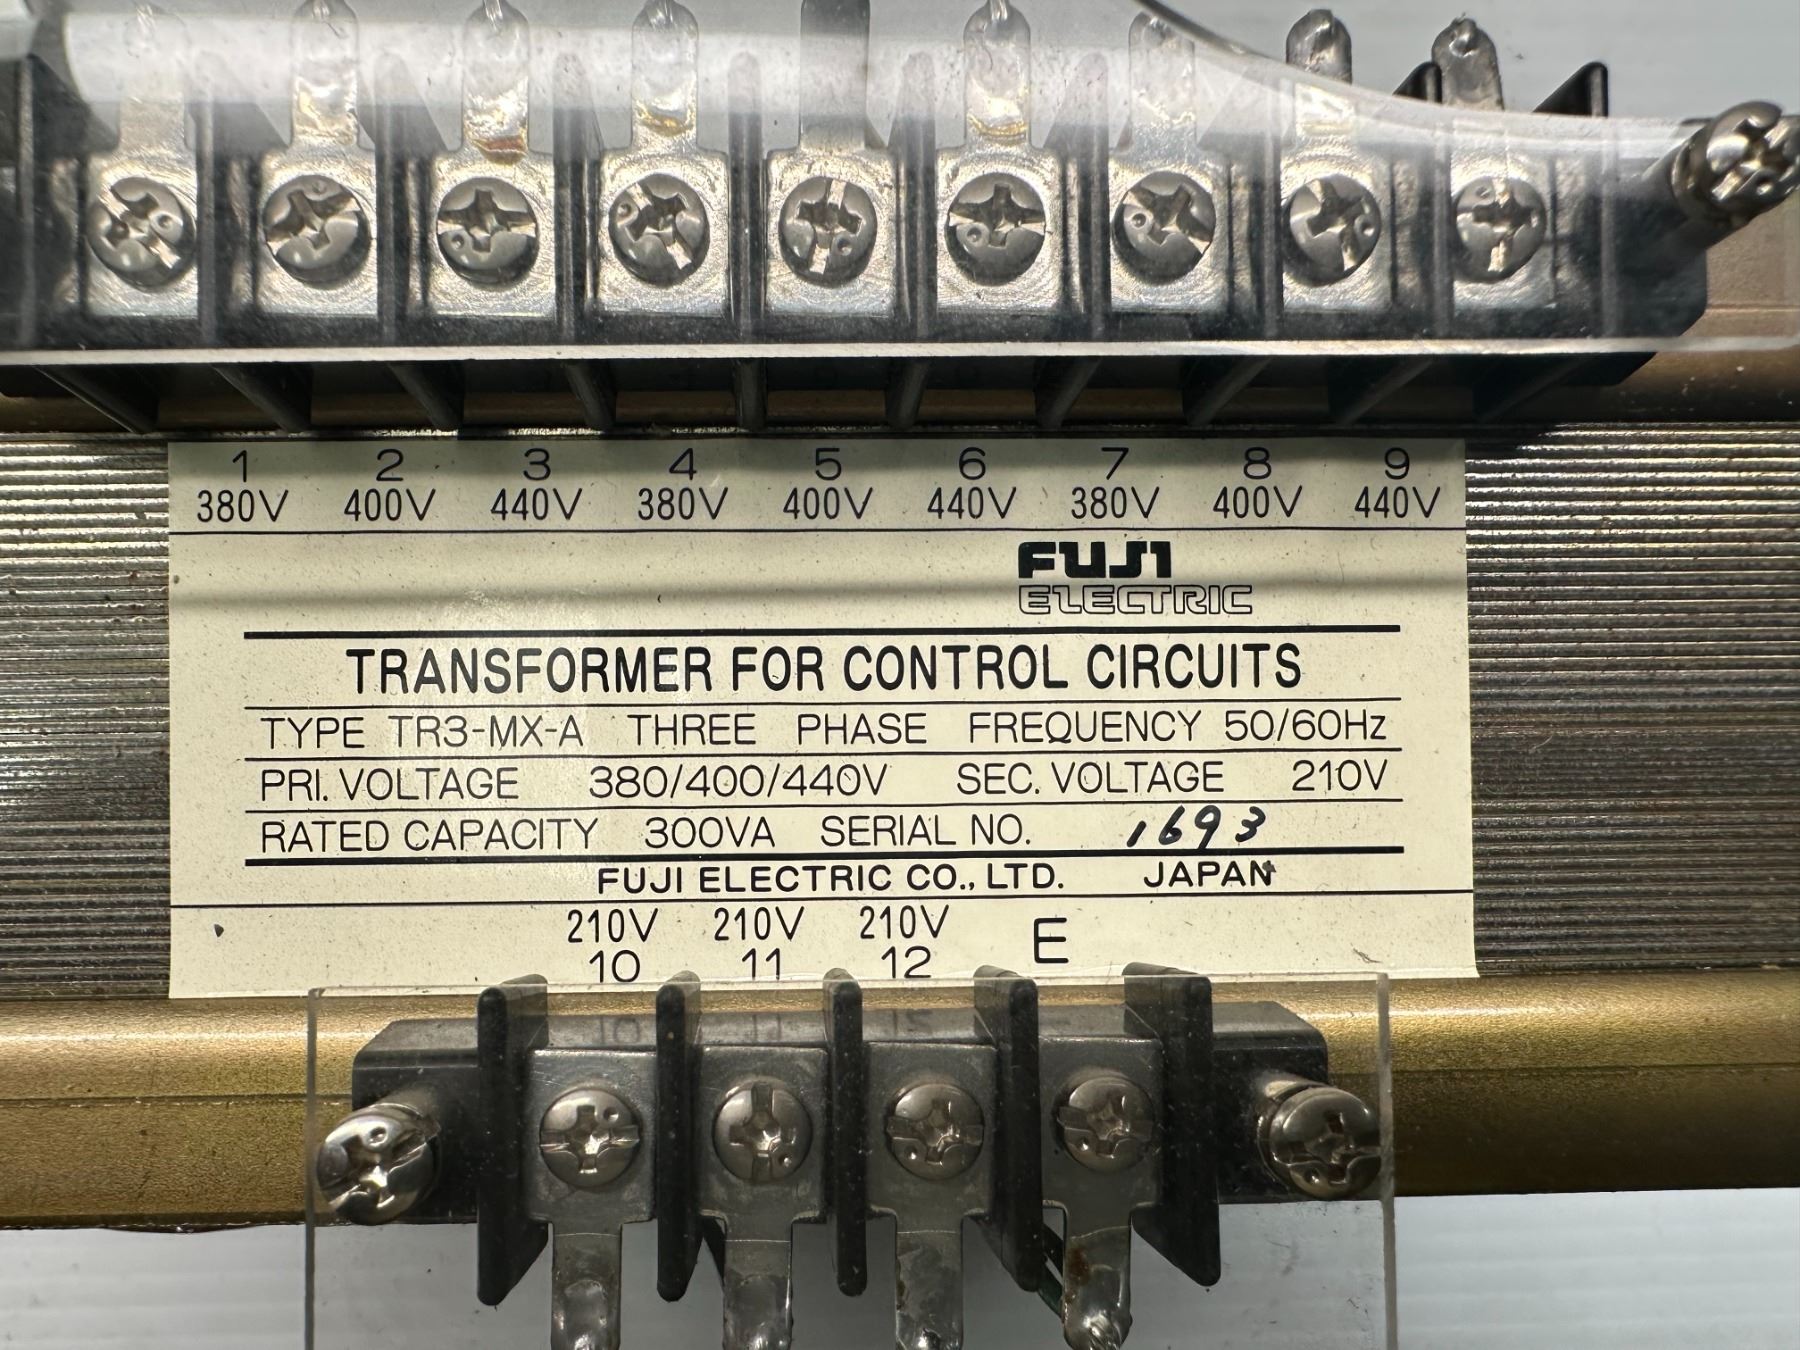 1 2 3 4 5 6 7 8 9
380V 400V 440V 380V 400V 440V 380V 400V 440V
FUJI
ELECTRIC
TRANSFORMER FOR CONTROL CIRCUITS
TYPE TR3-MX-A THREE PHASE FREQUENCY 50/60Hz
PRI. VOLTAGE 380/400/440V SEC. VOLTAGE 210V
RATED CAPACITY 300VA SERIAL NO. 1693
FUJI ELECTRIC CO., LTD. JAPAN
210V 210V 210V E
10 11 12
10 11 12